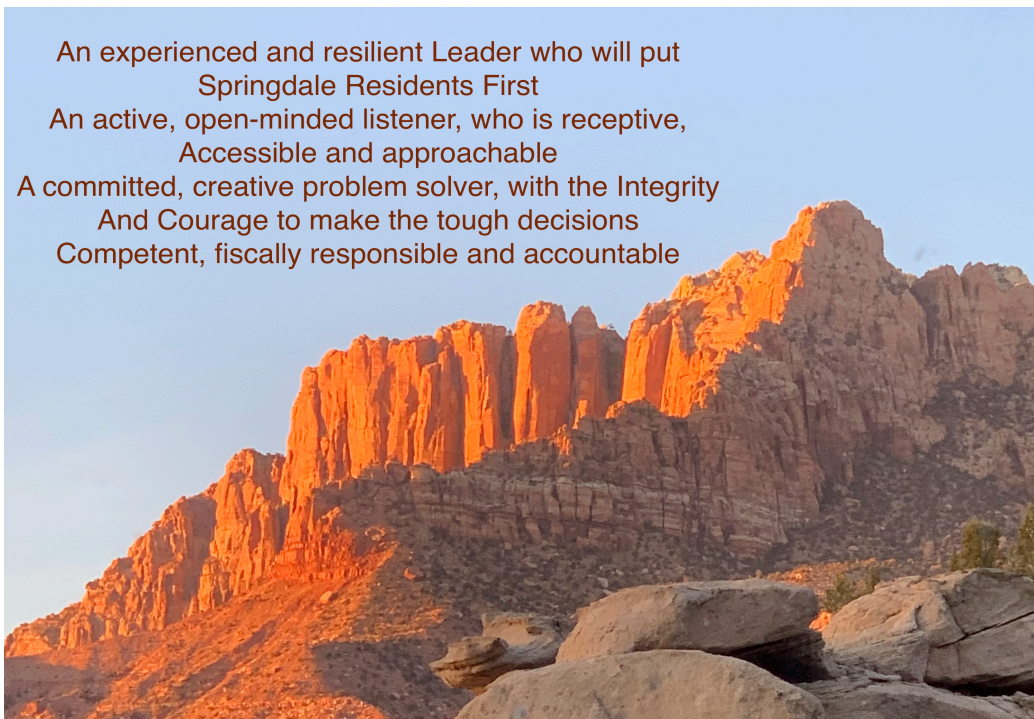 An experienced and resilient Leader who will put
Springdale Residents First
An active, open-minded listener, who is receptive,
Accessible and approachable
A committed, creative problem solver, with the Integrity
And Courage to make the tough decisions
Competent, fiscally responsible and accountable